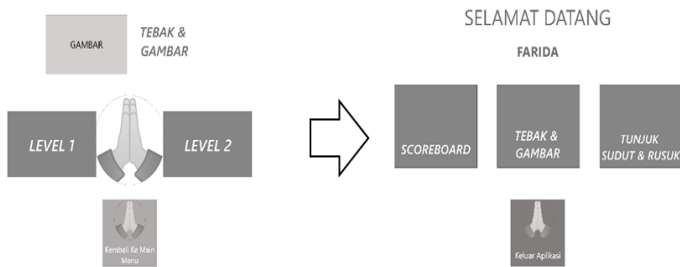 GAMBAR
TEBAK &
GAMBAR
LEVEL 1
LEVEL 2
Kembali Ke Main
Menu
SELAMAT DATANG
FARIDA
SCOREBOARD
TEBAK &
GAMBAR
TUNJUK
SUDUT & RUSUK
Keluar Aplikasi